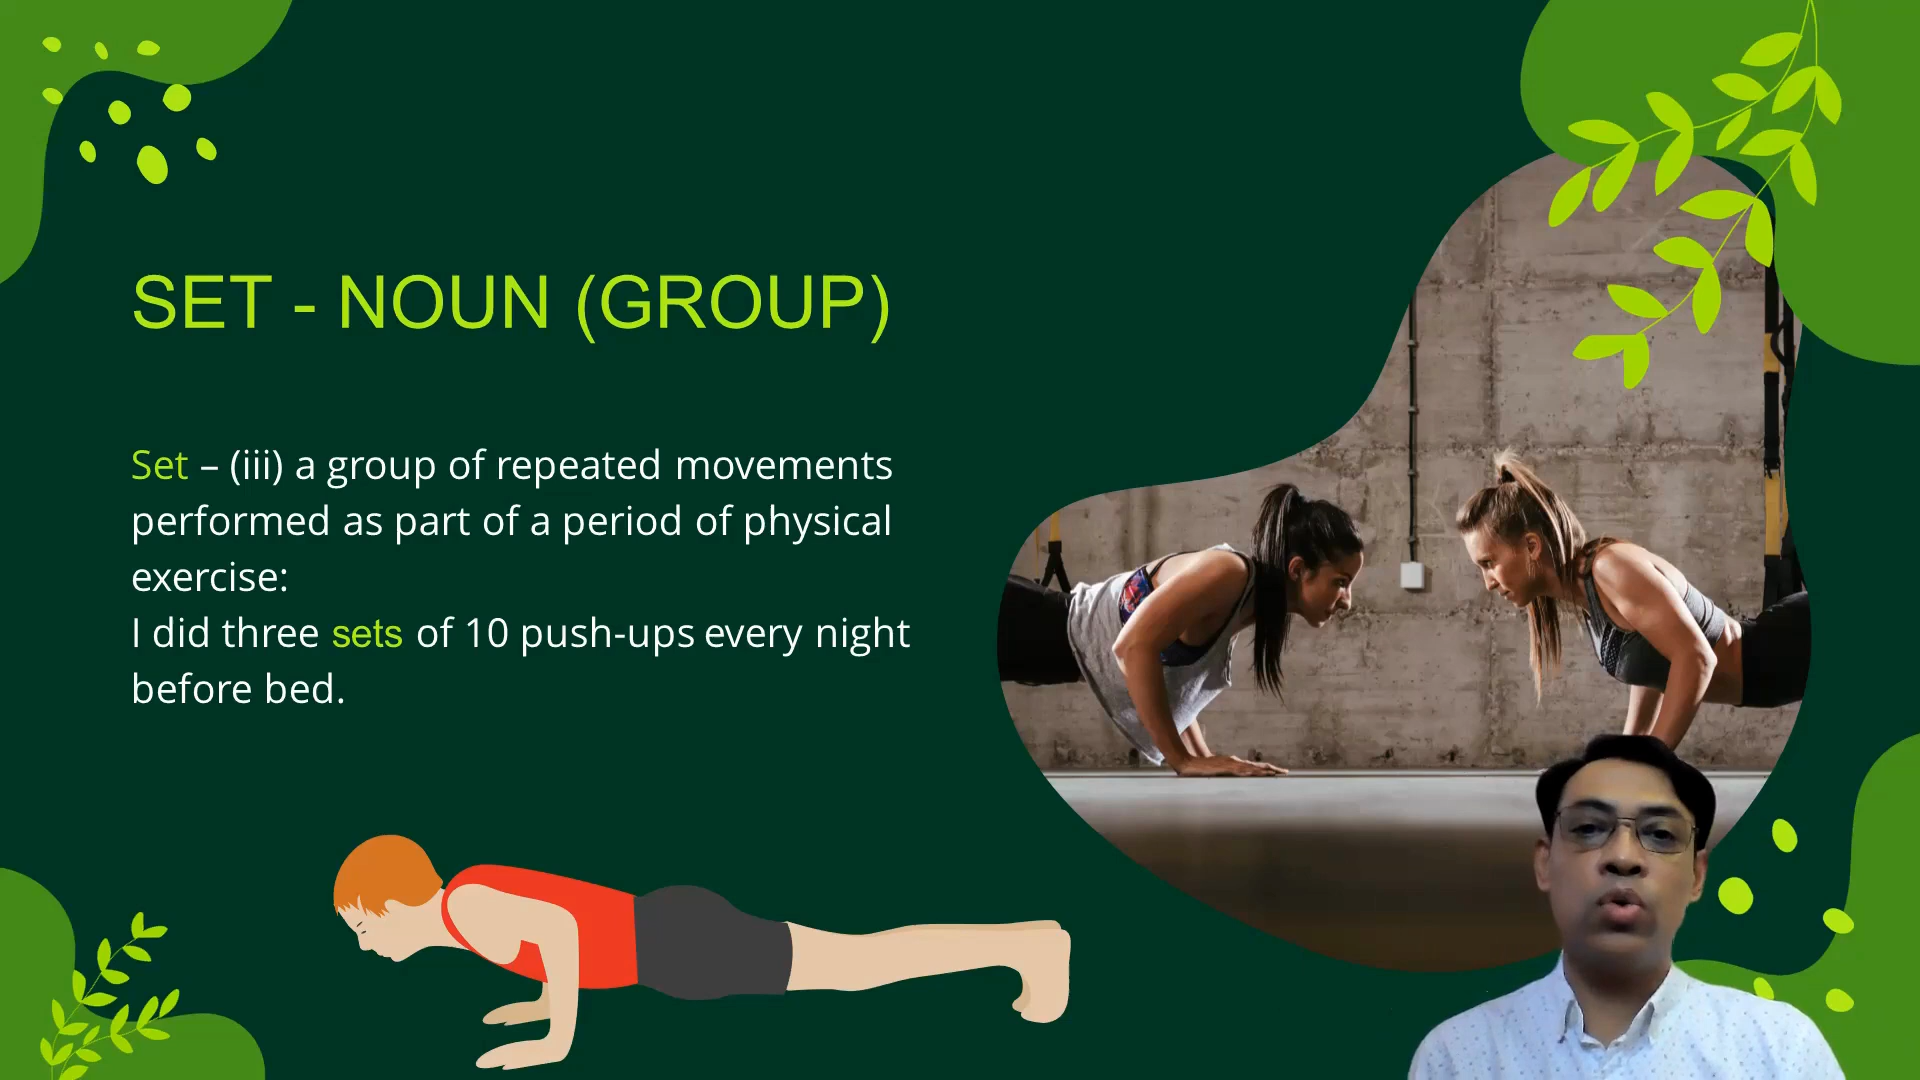 SET - NOUN (GROUP)
Set – (iii) a group of repeated movements
performed as part of a period of physical
exercise:
I did three sets of 10 push-ups every night
before bed.